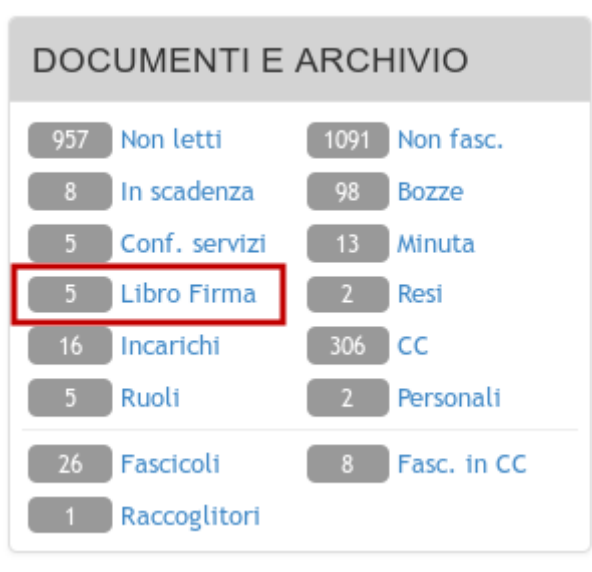 DOCUMENTI E ARCHIVIO
957 Non letti 1091 Non fasc.
8 In scadenza 98 Bozze
5 Conf. servizi 13 Minuta
5 Libro Firma 2 Resi
16 Incarichi 306 CC
5 Ruoli 2 Personali
26 Fascicoli 8 Fasc. in CC
1 Raccoglitori